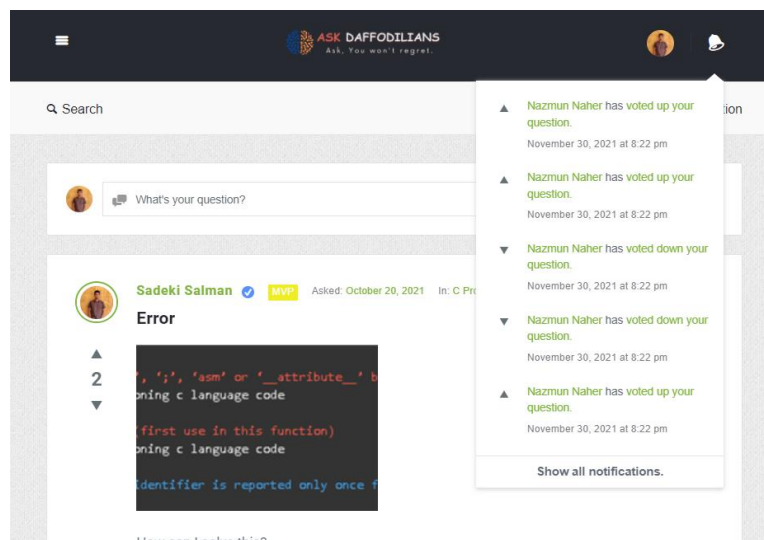 ASK DAFFODILIANS
Ask, You won't regret.
Search
tion
What's your question?
Sadeki Salman MVP Asked: October 20, 2021 In: C Pr
Error
2
', ';', 'asm' or '__attribute__' b
ning c language code
(first use in this function)
ning c language code
identifier is reported only once f
Nazmun Naher has voted up your
question.
November 30, 2021 at 8:22 pm
Nazmun Naher has voted up your
question.
November 30, 2021 at 8:22 pm
Nazmun Naher has voted down your
question.
November 30, 2021 at 8:22 pm
Nazmun Naher has voted down your
question.
November 30, 2021 at 8:22 pm
Nazmun Naher has voted up your
question.
November 30, 2021 at 8:22 pm
Show all notifications.